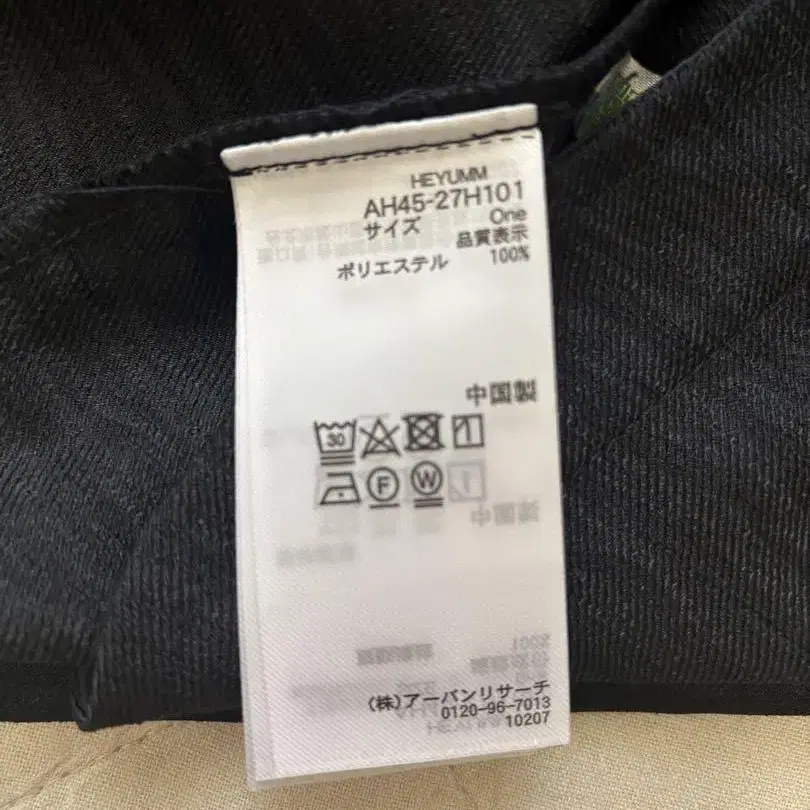 HEYUMM
AH45-27H101
サイズ One
品質表示
ポリエステル 100%
中国製
30
F W
(株)アーバンリサーチ
0120-96-7013
10207